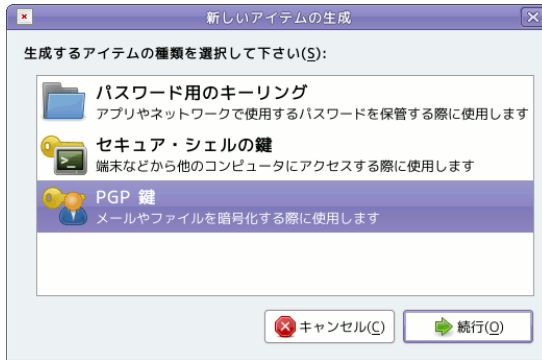 新しいアイテムの生成
生成するアイテムの種類を選択して下さい(S):
パスワード用のキーリング
アプリやネットワークで使用するパスワードを保管する際に使用します
セキュア・シェルの鍵
端末などから他のコンピュータにアクセスする際に使用します
PGP 鍵
メールやファイルを暗号化する際に使用します
キャンセル(C) 続行(O)